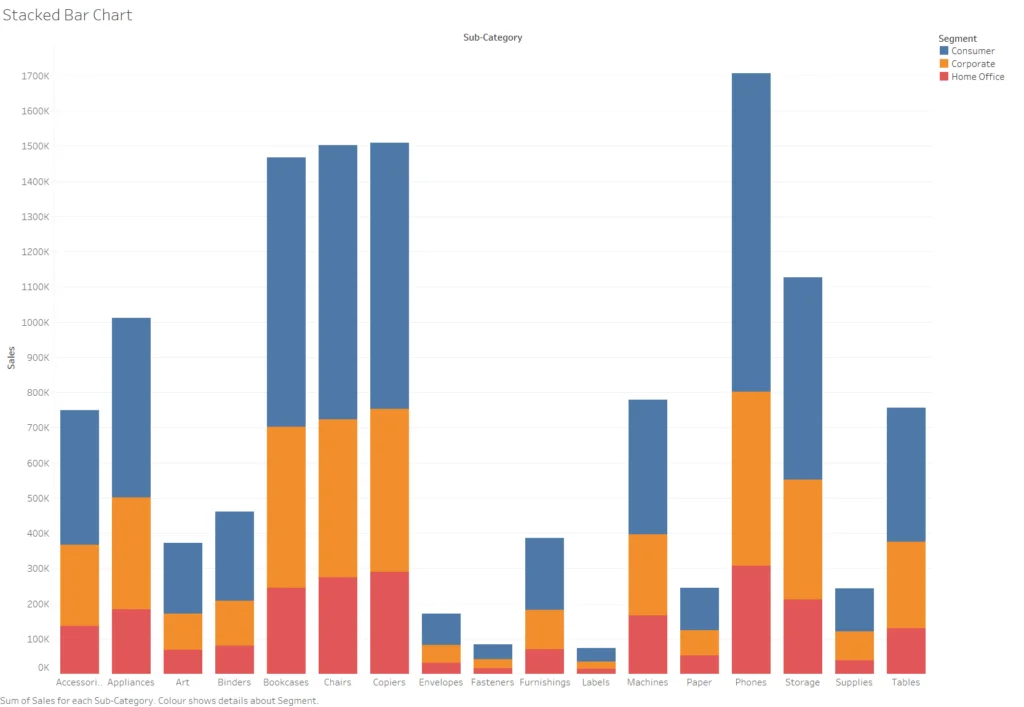 Stacked Bar Chart
Sub-Category
Segment
Consumer
Corporate
Home Office
1700K
1600K
1500K
1400K
1300K
1200K
1100K
1000K
900K
800K
700K
600K
500K
400K
300K
200K
100K
0K
Sales
Accessori.. Appliances Art Binders Bookcases Chairs Copiers Envelopes Fasteners Furnishings Labels Machines Paper Phones Storage Supplies Tables
Sum of Sales for each Sub-Category. Colour shows details about Segment.